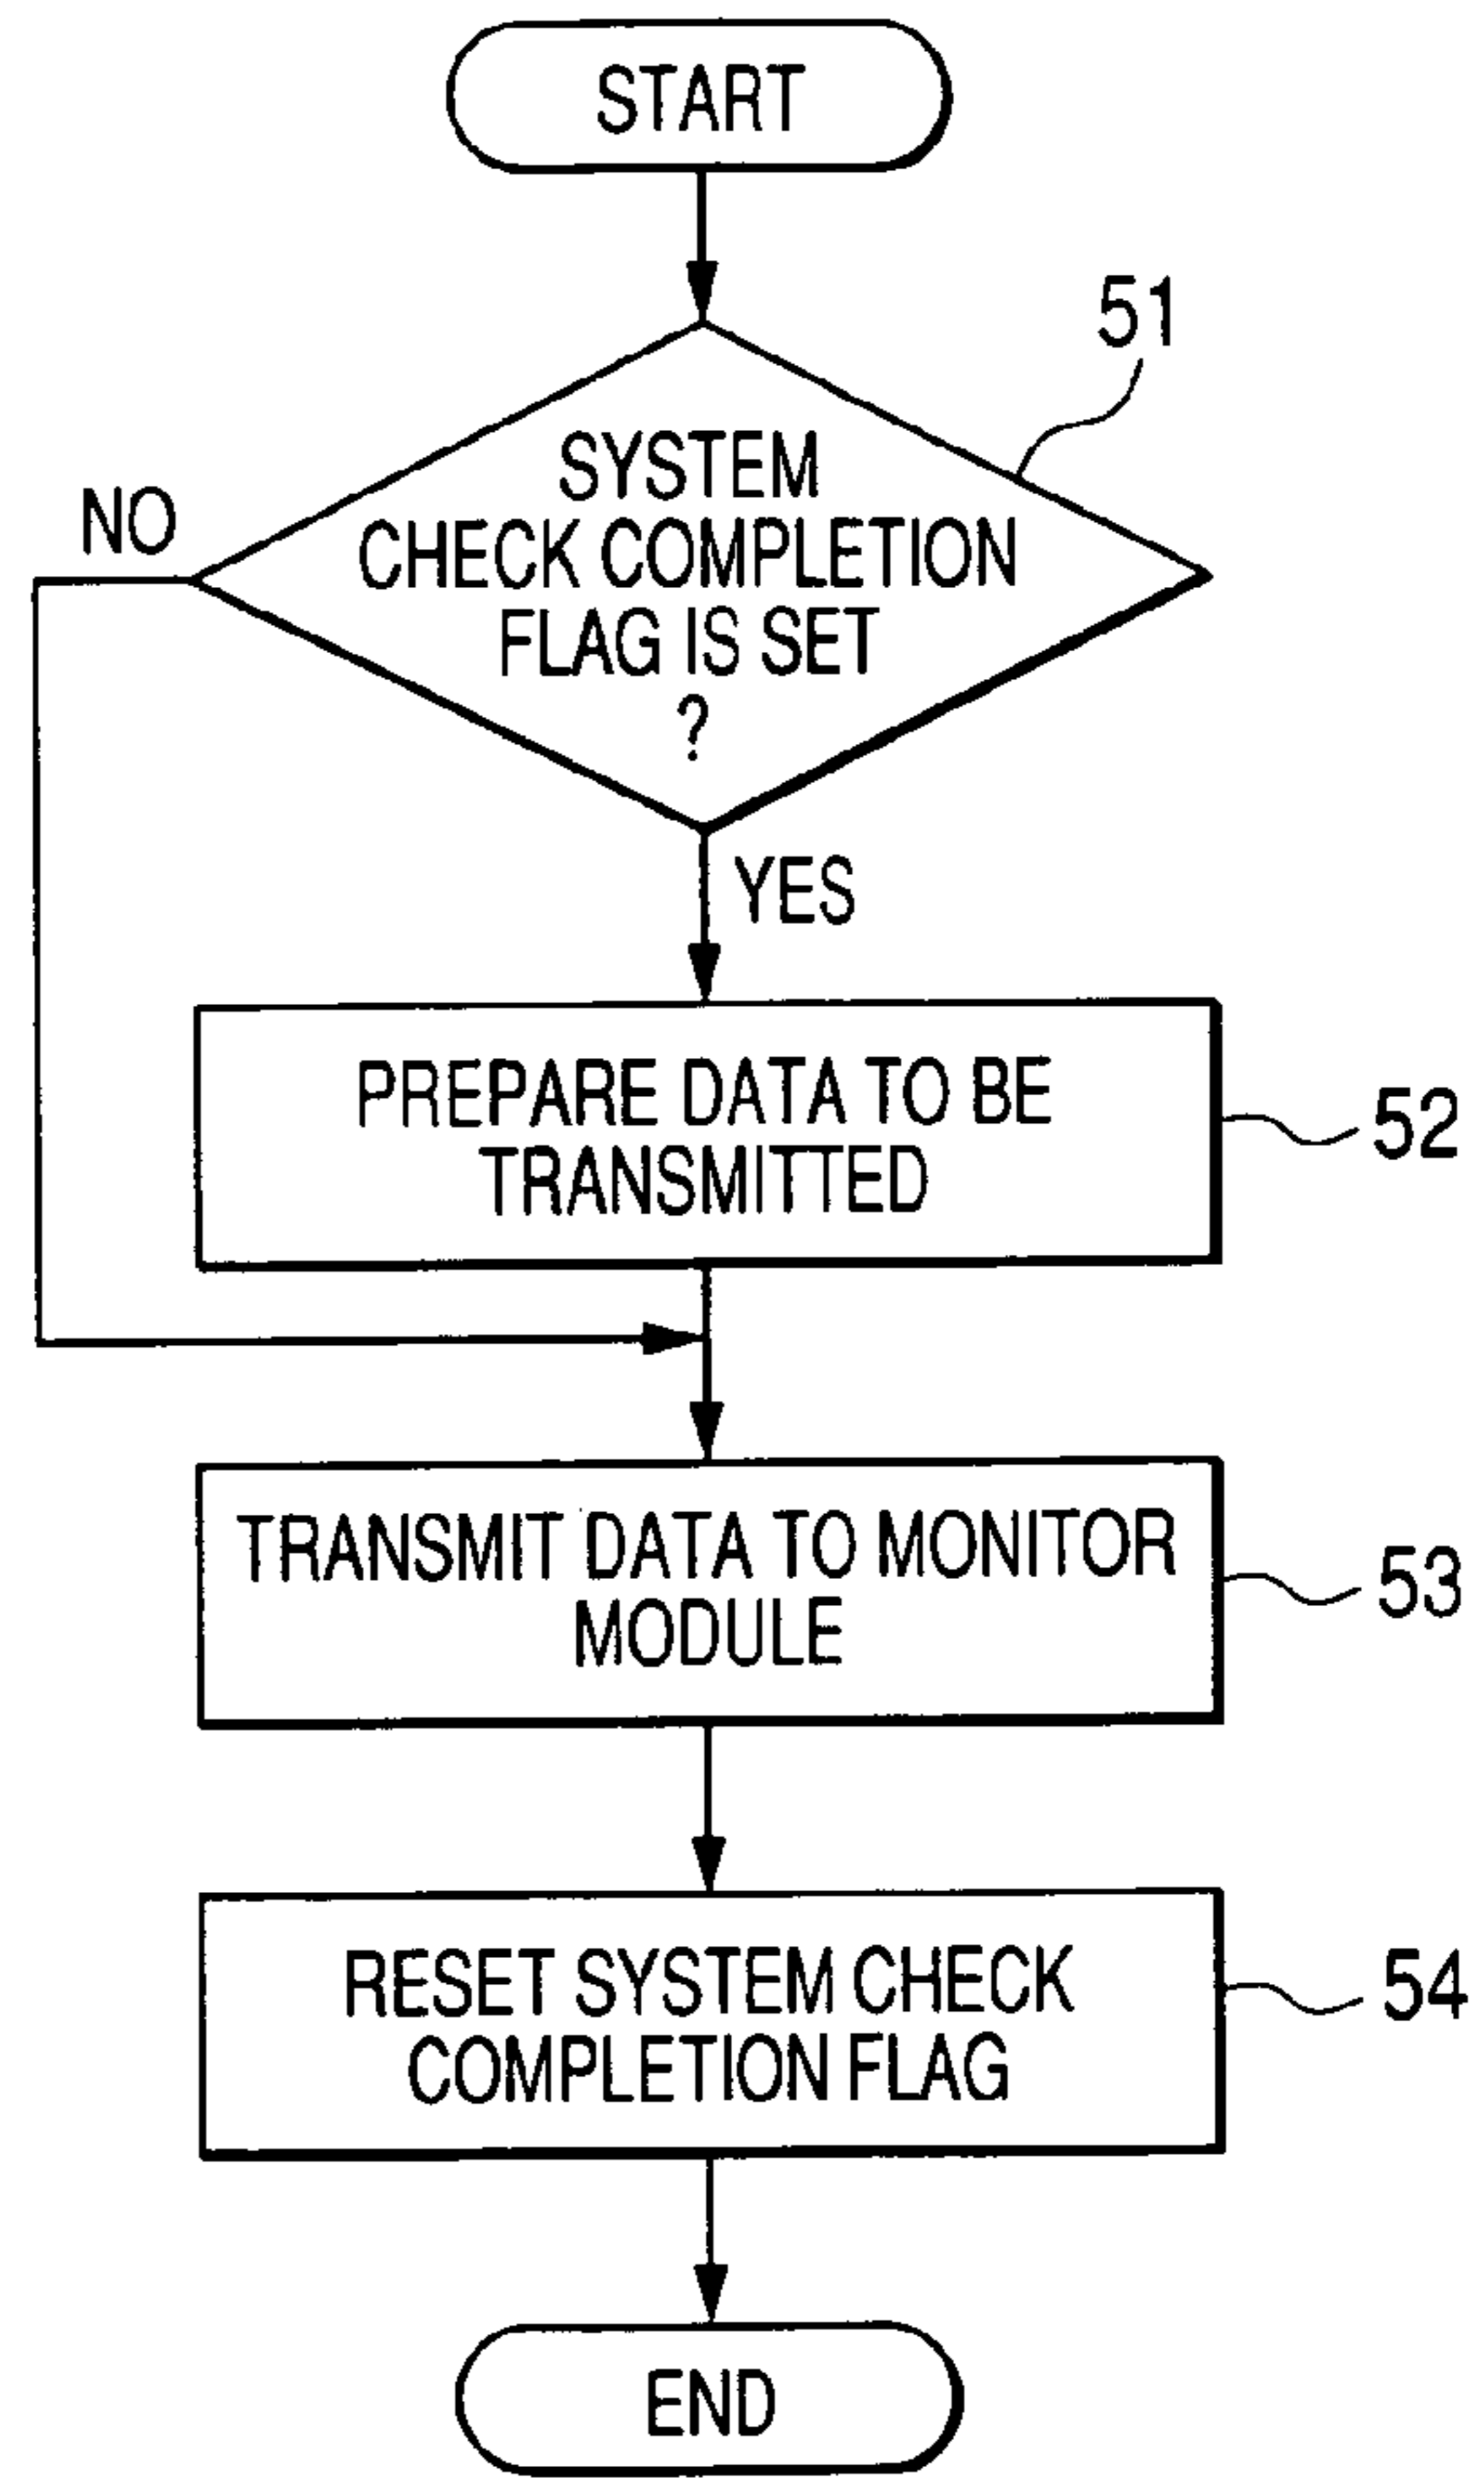 START
51
SYSTEM
CHECK COMPLETION
FLAG IS SET
?
NO
YES
PREPARE DATA TO BE
TRANSMITTED
52
TRANSMIT DATA TO MONITOR
MODULE
53
RESET SYSTEM CHECK
COMPLETION FLAG
54
END